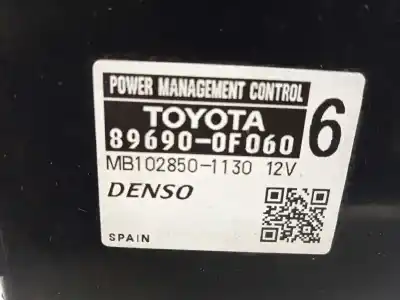 POWER MANAGEMENT CONTROL
TOYOTA
89690-0F060 6
MB102850-1130 12V
DENSO
SPAIN